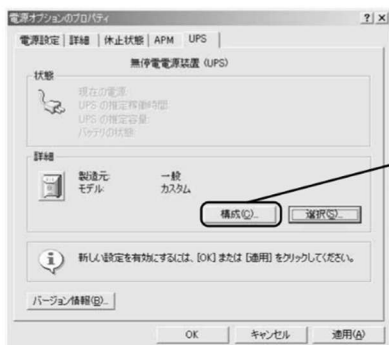 電源オプションのプロパティ
電源設定 詳細 休止状態 APM UPS
無停電電源装置 (UPS)
状態
現在の電源:
UPS の推定稼働時間:
UPS の推定容量:
バッテリの状態:
詳細
製造元: 一般
モデル: カスタム
構成(C)... 選択(S)...
新しい設定を有効にするには、[OK] または [適用] をクリックしてください。
バージョン情報(B)...
OK キャンセル 適用(A)